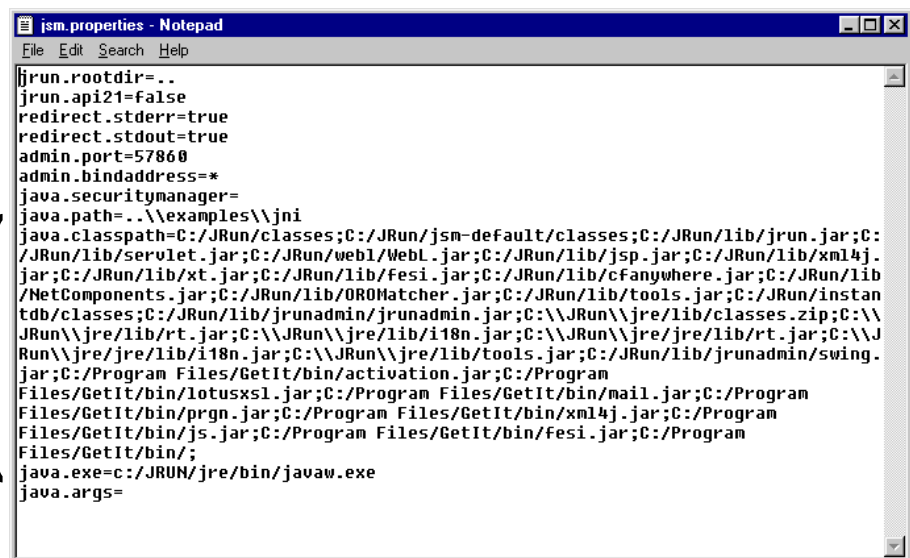 jsm.properties - Notepad
File Edit Search Help
jrun.rootdir=..
jrun.api21=false
redirect.stderr=true
redirect.stdout=true
admin.port=57860
admin.bindaddress=*
java.securitymanager=
java.path=..\\examples\\jni
java.classpath=C:/JRun/classes;C:/JRun/jsm-default/classes;C:/JRun/lib/jrun.jar;C:
/JRun/lib/servlet.jar;C:/JRun/webl/WebL.jar;C:/JRun/lib/jsp.jar;C:/JRun/lib/xml4j.
jar;C:/JRun/lib/xt.jar;C:/JRun/lib/fesi.jar;C:/JRun/lib/cfanywhere.jar;C:/JRun/lib
/NetComponents.jar;C:/JRun/lib/OROMatcher.jar;C:/JRun/lib/tools.jar;C:/JRun/instan
tdb/classes;C:/JRun/lib/jrunadmin/jrunadmin.jar;C:\\JRun\\jre/lib/classes.zip;C:\\
JRun\\jre/lib/rt.jar;C:\\JRun\\jre/lib/i18n.jar;C:\\JRun\\jre/jre/lib/rt.jar;C:\\J
Run\\jre/jre/lib/i18n.jar;C:\\JRun\\jre/lib/tools.jar;C:/JRun/lib/jrunadmin/swing.
jar;C:/Program Files/GetIt/bin/activation.jar;C:/Program
Files/GetIt/bin/lotusxsl.jar;C:/Program Files/GetIt/bin/mail.jar;C:/Program
Files/GetIt/bin/prgn.jar;C:/Program Files/GetIt/bin/xml4j.jar;C:/Program
Files/GetIt/bin/js.jar;C:/Program Files/GetIt/bin/fesi.jar;C:/Program
Files/GetIt/bin/;
java.exe=c:/JRUN/jre/bin/javaw.exe
java.args=